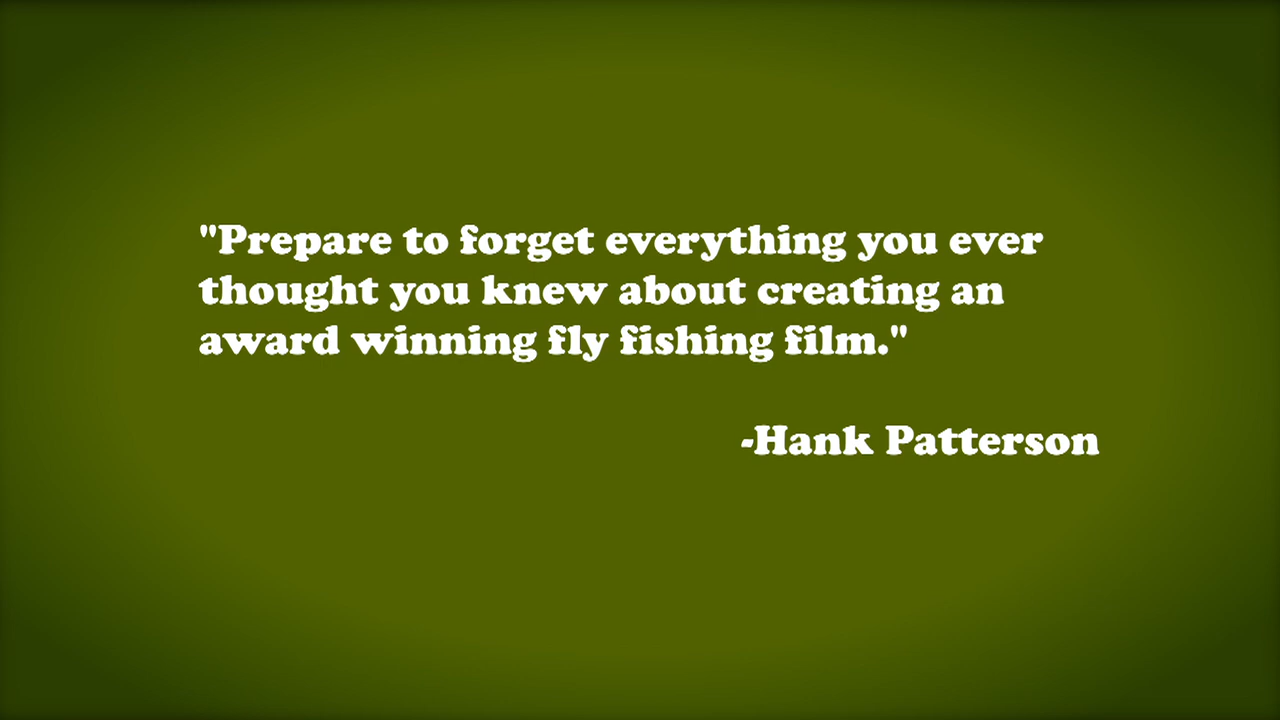 "Prepare to forget everything you ever
thought you knew about creating an
award winning fly fishing film."
-Hank Patterson